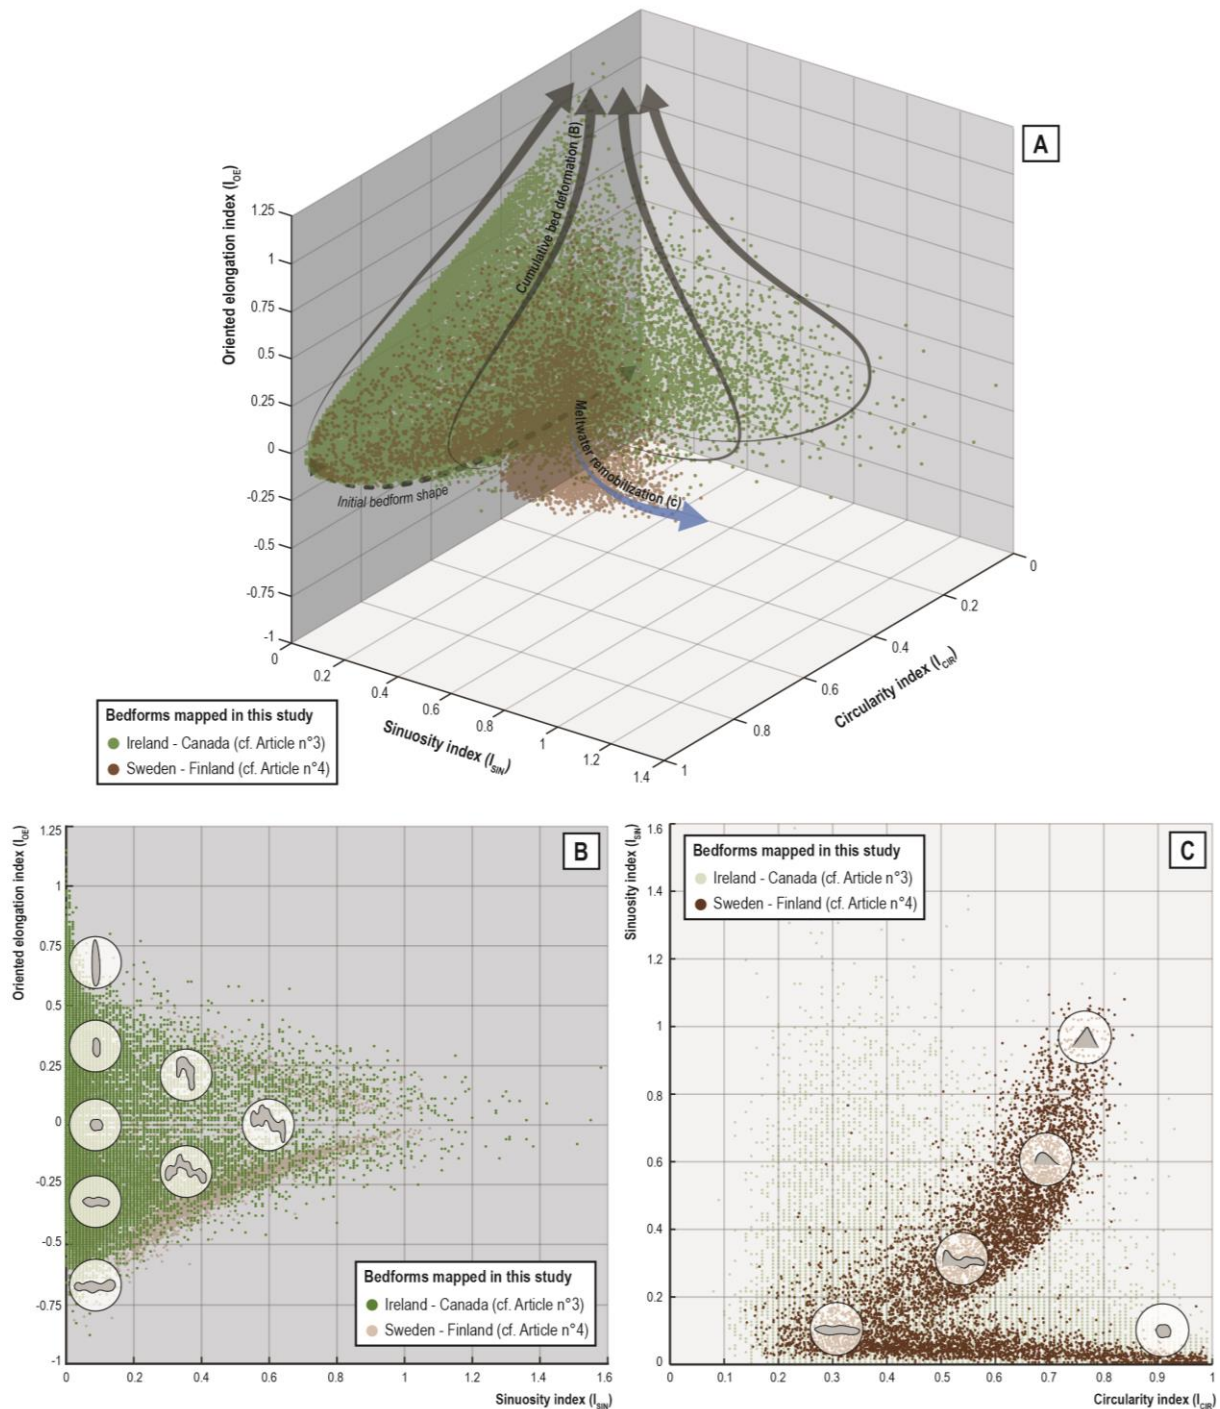 A
Oriented elongation index (I_OE)
1.25
1
0.75
0.5
0.25
0
-0.25
-0.5
-0.75
-1
Cumulative bed deformation (B)
Meltwater remobilization (c)
Initial bedform shape
0
0.2
0.4
0.6
0.8
1
1.2
1.4
Sinuosity index (I_SIN)
0
0.2
0.4
0.6
0.8
1
Circularity index (I_CIR)
Bedforms mapped in this study
Ireland - Canada (cf. Article n°3)
Sweden - Finland (cf. Article n°4)
B
Oriented elongation index (I_OE)
1.25
1
0.75
0.5
0.25
0
-0.25
-0.5
-0.75
-1
Bedforms mapped in this study
Ireland - Canada (cf. Article n°3)
Sweden - Finland (cf. Article n°4)
0 0.2 0.4 0.6 0.8 1.0 1.2 1.4 1.6
Sinuosity index (I_SIN)
C
Sinuosity index (I_SIN)
1.6
1.4
1.2
1
0.8
0.6
0.4
0.2
0
Bedforms mapped in this study
Ireland - Canada (cf. Article n°3)
Sweden - Finland (cf. Article n°4)
0 0.1 0.2 0.3 0.4 0.5 0.6 0.7 0.8 0.9 1
Circularity index (I_CIR)